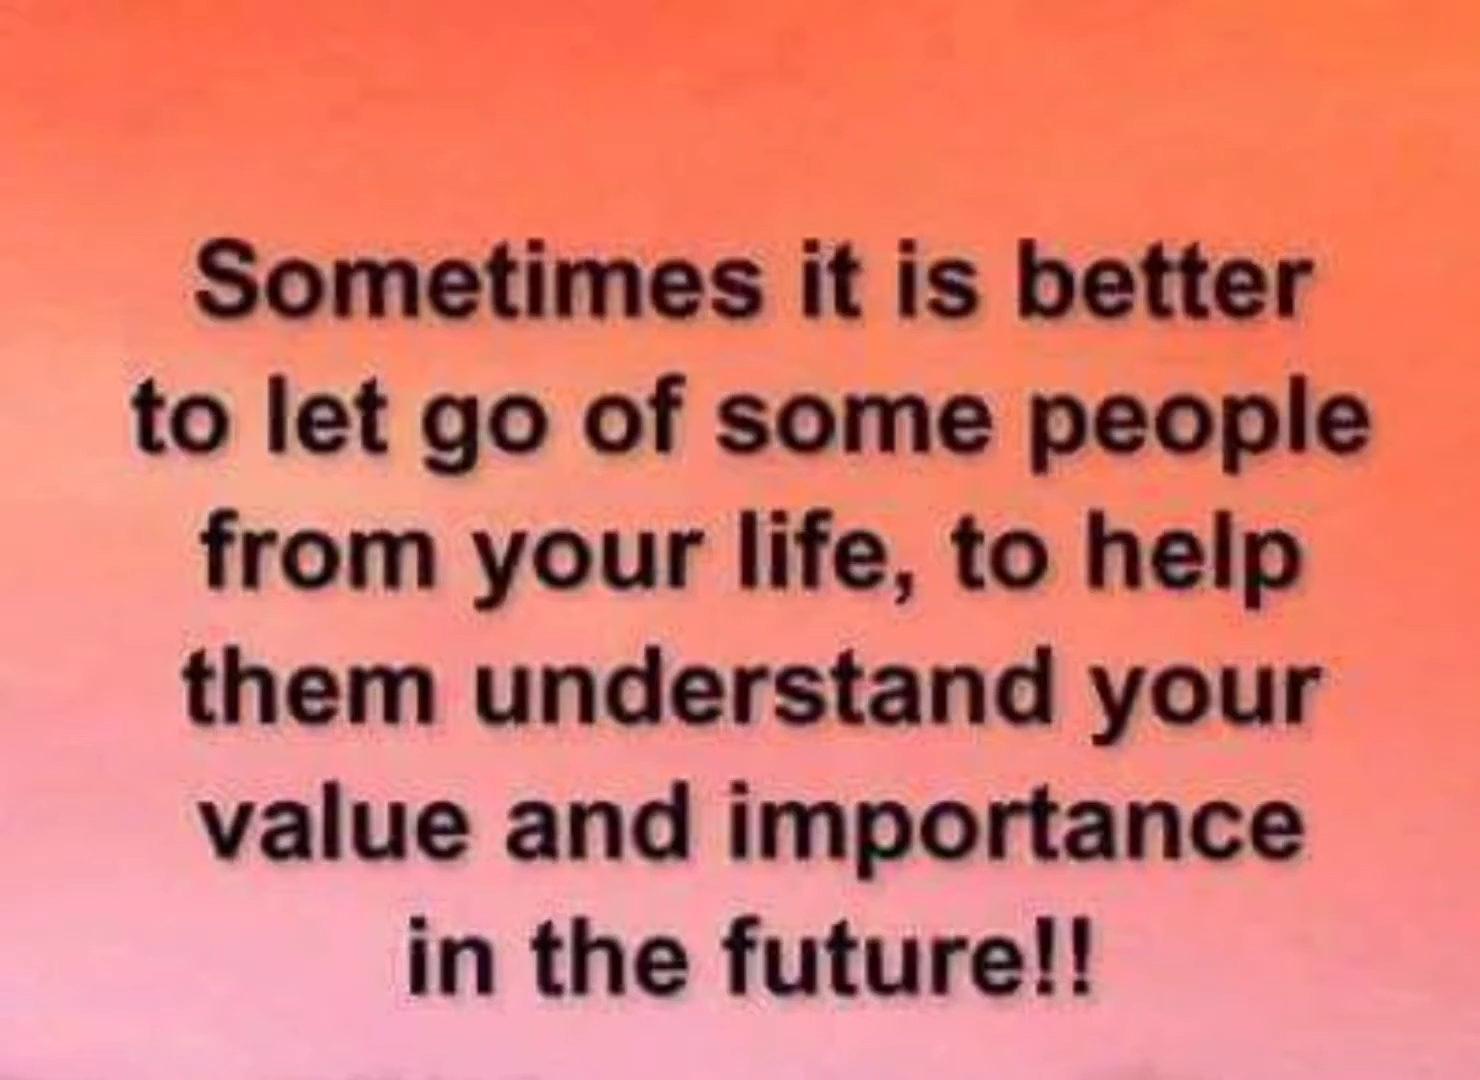 Sometimes it is better
to let go of some people
from your life, to help
them understand your
value and importance
in the future!!